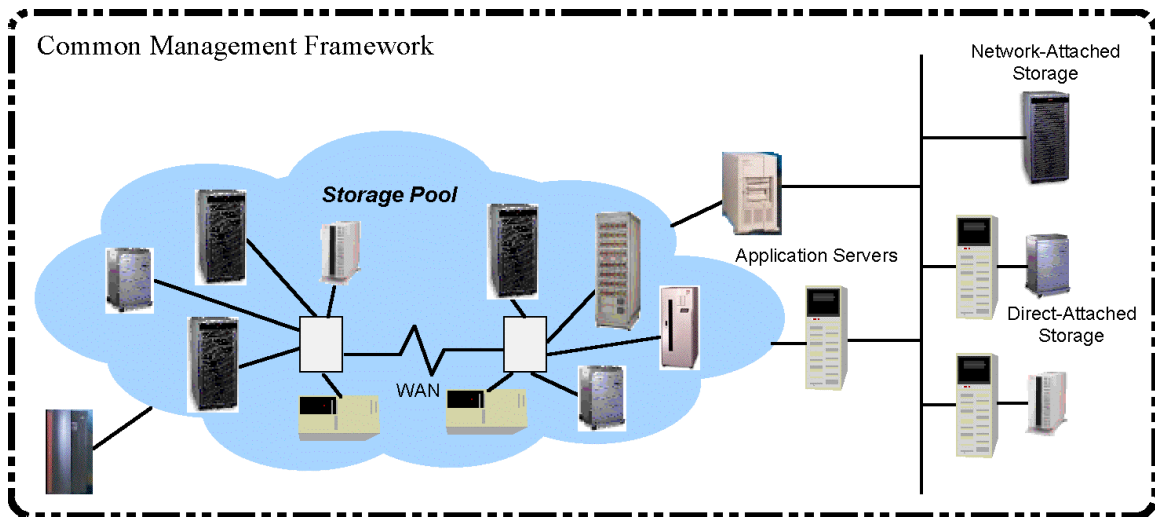 Common Management Framework
Network-Attached
Storage
Storage Pool
Application Servers
Direct-Attached
Storage
WAN